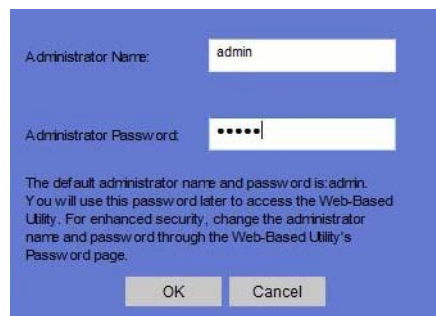 Administrator Name:
admin
Administrator Password:
•••••
The default administrator name and password is:admin.
You will use this password later to access the Web-Based
Utility. For enhanced security, change the administrator
name and password through the Web-Based Utility's
Password page.
OK
Cancel